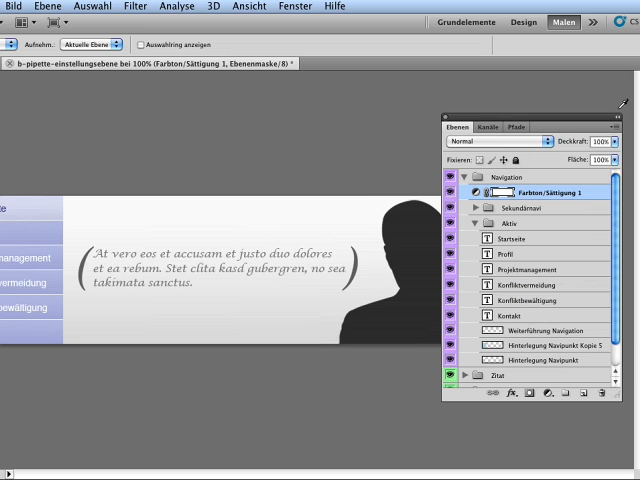 Bild Ebene Auswahl Filter Analyse 3D Ansicht Fenster Hilfe
Grundelemente Design Malen CS
Aufnehm.: Aktuelle Ebene Auswahlring anzeigen
b-pipette-einstellungsebene bei 100% (Farbton/Sättigung 1, Ebenenmaske/8) *
Ebenen Kanäle Pfade
Normal Deckkraft: 100%
Fixieren: Fläche: 100%
Navigation
Farbton/Sättigung 1
Sekundärnavi
Aktiv
T Startseite
T Profil
T Projektmanagement
T Konfliktvermeidung
T Konfliktbewältigung
T Kontakt
Weiterführung Navigation
Hinterlegung Navipunkt Kopie 5
Hinterlegung Navipunkt
Zitat
fx
te
management
vermeidung
bewältigung
(At vero eos et accusam et justo duo dolores
et ea rebum. Stet clita kasd gubergren, no sea
takimata sanctus.)